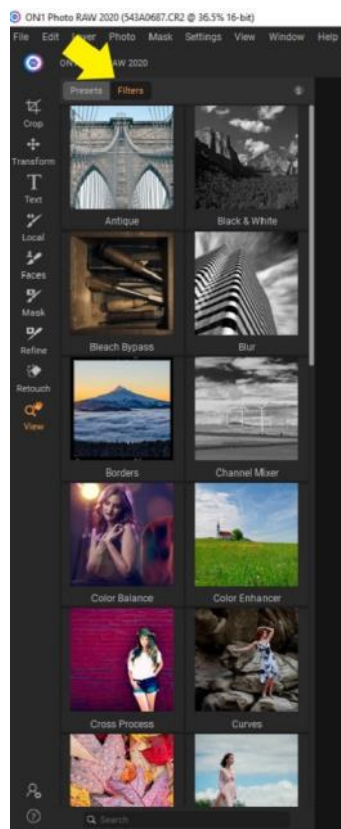 ON1 Photo RAW 2020 (543A0687.CR2 @ 36.5% 16-bit)
File Edit Layer Photo Mask Settings View Window Help
RAW 2020
Presets Filters
Crop
Transform
Text
Local
Faces
Mask
Refine
Retouch
View
Antique Black & White
Bleach Bypass Blur
Borders Channel Mixer
Color Balance Color Enhancer
Cross Process Curves
Search